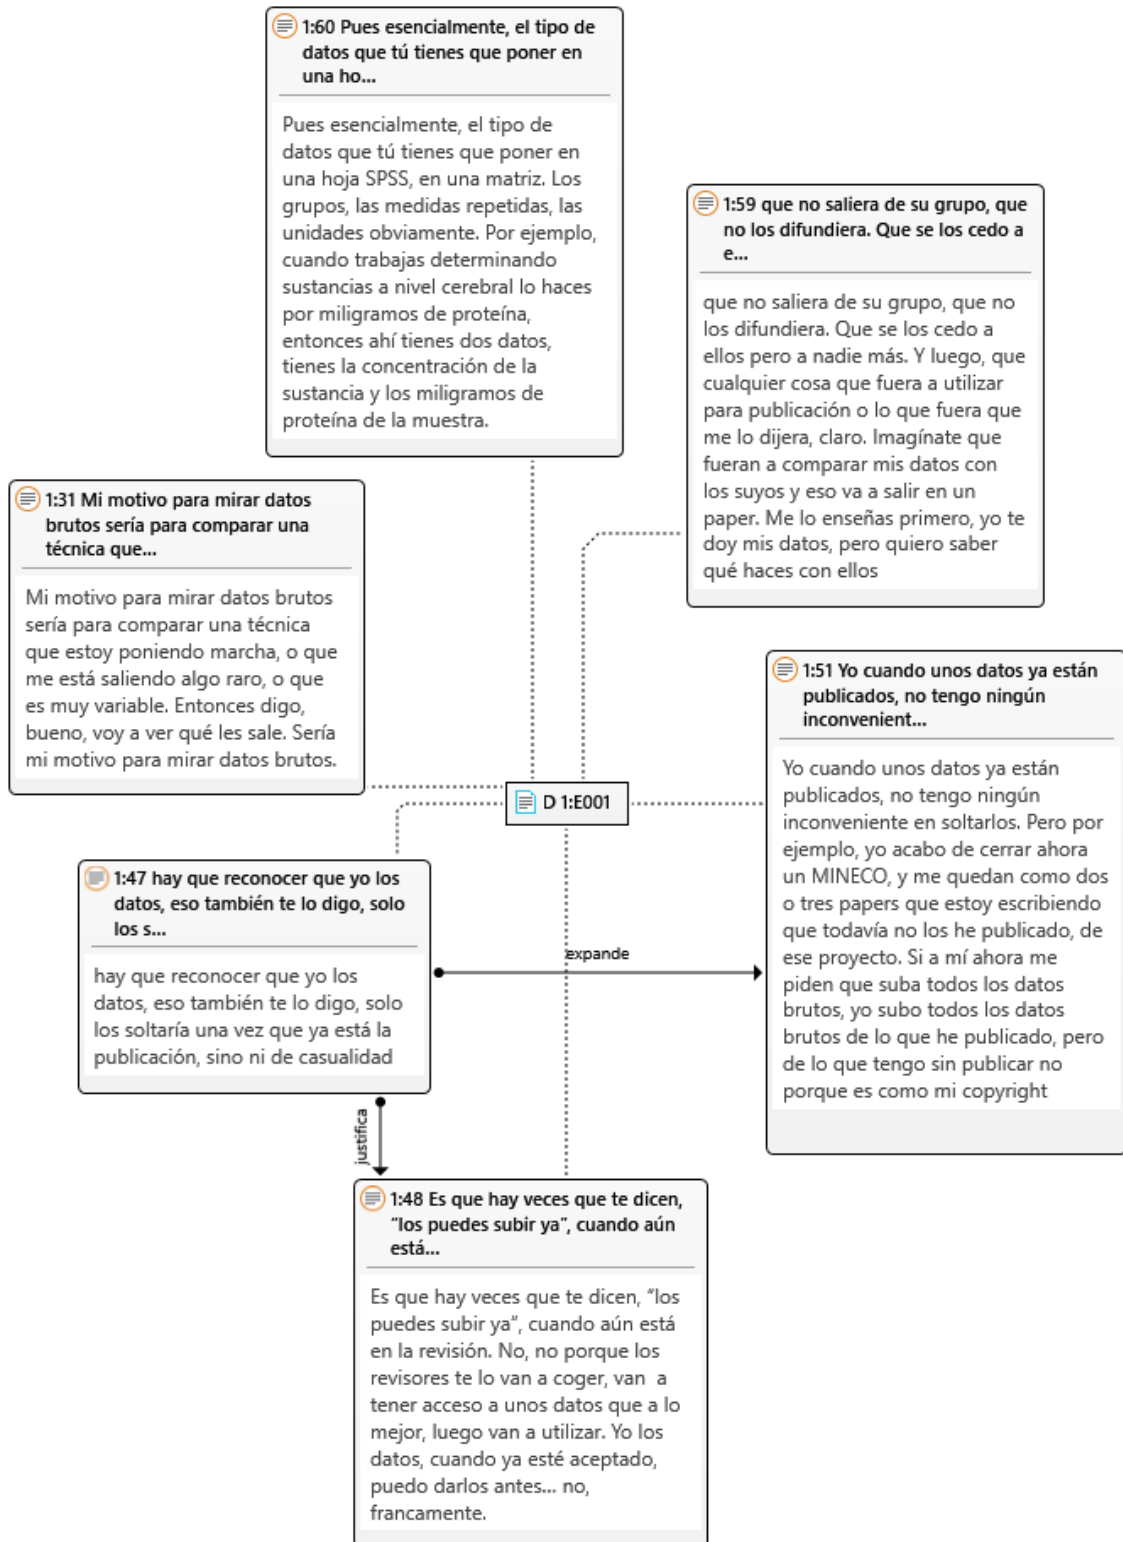 1:60 Pues esencialmente, el tipo de
datos que tú tienes que poner en
una ho...
Pues esencialmente, el tipo de
datos que tú tienes que poner en
una hoja SPSS, en una matriz. Los
grupos, las medidas repetidas, las
unidades obviamente. Por ejemplo,
cuando trabajas determinando
sustancias a nivel cerebral lo haces
por miligramos de proteína,
entonces ahí tienes dos datos,
tienes la concentración de la
sustancia y los miligramos de
proteína de la muestra.
1:59 que no saliera de su grupo, que
no los difundiera. Que se los cedo a
e...
que no saliera de su grupo, que no
los difundiera. Que se los cedo a
ellos pero a nadie más. Y luego, que
cualquier cosa que fuera a utilizar
para publicación o lo que fuera que
me lo dijera, claro. Imagínate que
fueran a comparar mis datos con
los suyos y eso va a salir en un
paper. Me lo enseñas primero, yo te
doy mis datos, pero quiero saber
qué haces con ellos
1:31 Mi motivo para mirar datos
brutos sería para comparar una
técnica que...
Mi motivo para mirar datos brutos
sería para comparar una técnica
que estoy poniendo marcha, o que
me está saliendo algo raro, o que
es muy variable. Entonces digo,
bueno, voy a ver qué les sale. Sería
mi motivo para mirar datos brutos.
1:51 Yo cuando unos datos ya están
publicados, no tengo ningún
inconvenient...
Yo cuando unos datos ya están
publicados, no tengo ningún
inconveniente en soltarlos. Pero por
ejemplo, yo acabo de cerrar ahora
un MINECO, y me quedan como dos
o tres papers que estoy escribiendo
que todavía no los he publicado, de
ese proyecto. Si a mí ahora me
piden que suba todos los datos
brutos, yo subo todos los datos
brutos de lo que he publicado, pero
de lo que tengo sin publicar no
porque es como mi copyright
D 1:E001
1:47 hay que reconocer que yo los
datos, eso también te lo digo, solo
los s...
hay que reconocer que yo los
datos, eso también te lo digo, solo
los soltaría una vez que ya está la
publicación, sino ni de casualidad
expande
justifica
1:48 Es que hay veces que te dicen,
“los puedes subir ya”, cuando aún
está...
Es que hay veces que te dicen, “los
puedes subir ya”, cuando aún está
en la revisión. No, no porque los
revisores te lo van a coger, van a
tener acceso a unos datos que a lo
mejor, luego van a utilizar. Yo los
datos, cuando ya esté aceptado,
puedo darlos antes... no,
francamente.